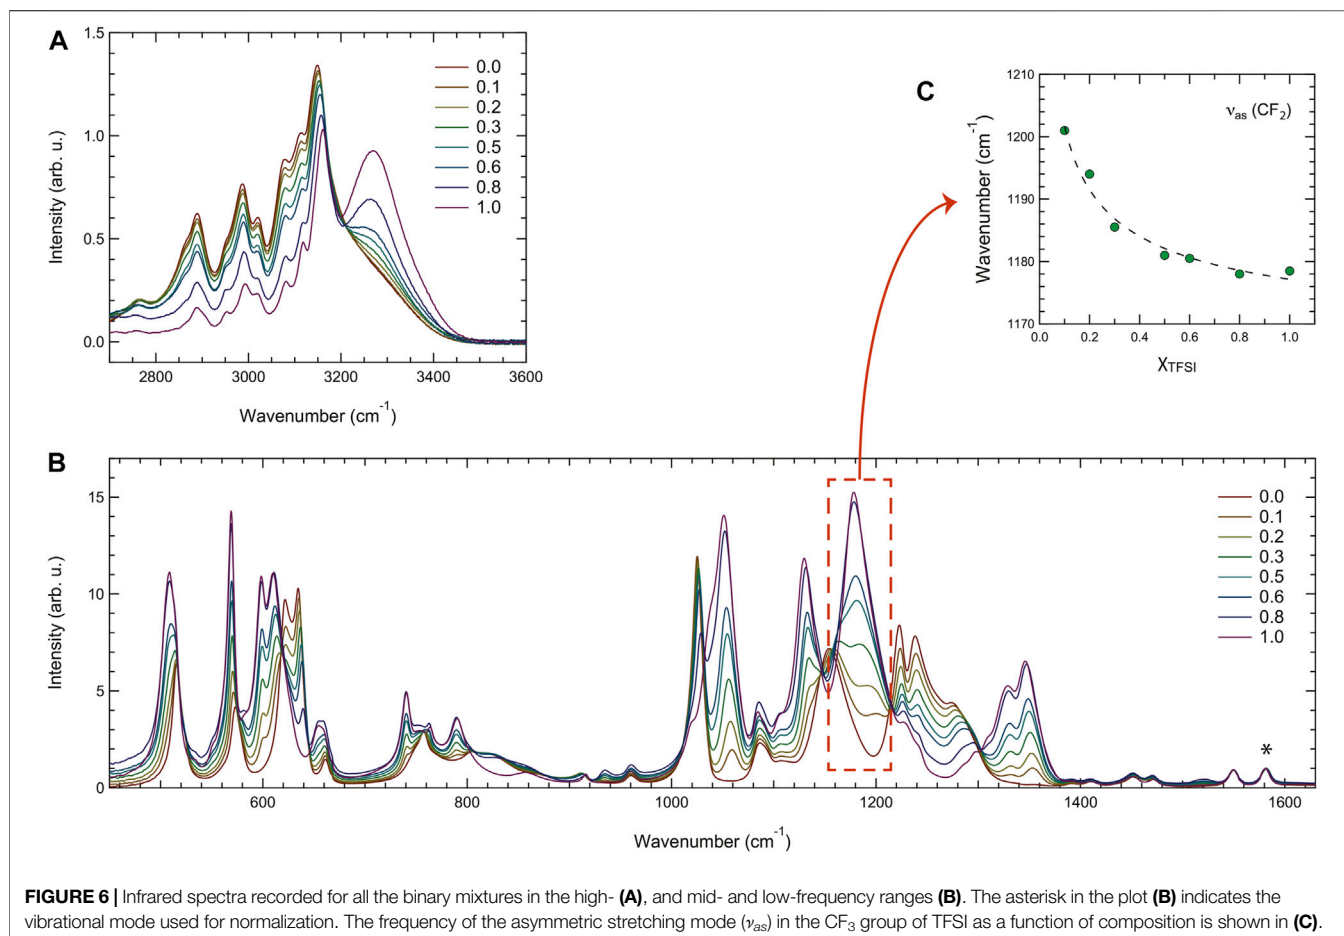 A
1.5
1.0
0.5
0.0
Intensity (arb. u.)
2800 3000 3200 3400 3600
Wavenumber (cm⁻¹)
0.0
0.1
0.2
0.3
0.5
0.6
0.8
1.0
C
1210
1200
1190
1180
1170
Wavenumber (cm⁻¹)
νas (CF₂)
0.0 0.2 0.4 0.6 0.8 1.0
χTFSI
B
15
10
5
0
Intensity (arb. u.)
600 800 1000 1200 1400 1600
Wavenumber (cm⁻¹)
0.0
0.1
0.2
0.3
0.5
0.6
0.8
1.0
*
FIGURE 6 | Infrared spectra recorded for all the binary mixtures in the high- (A), and mid- and low-frequency ranges (B). The asterisk in the plot (B) indicates the
vibrational mode used for normalization. The frequency of the asymmetric stretching mode (νas) in the CF₃ group of TFSI as a function of composition is shown in (C).